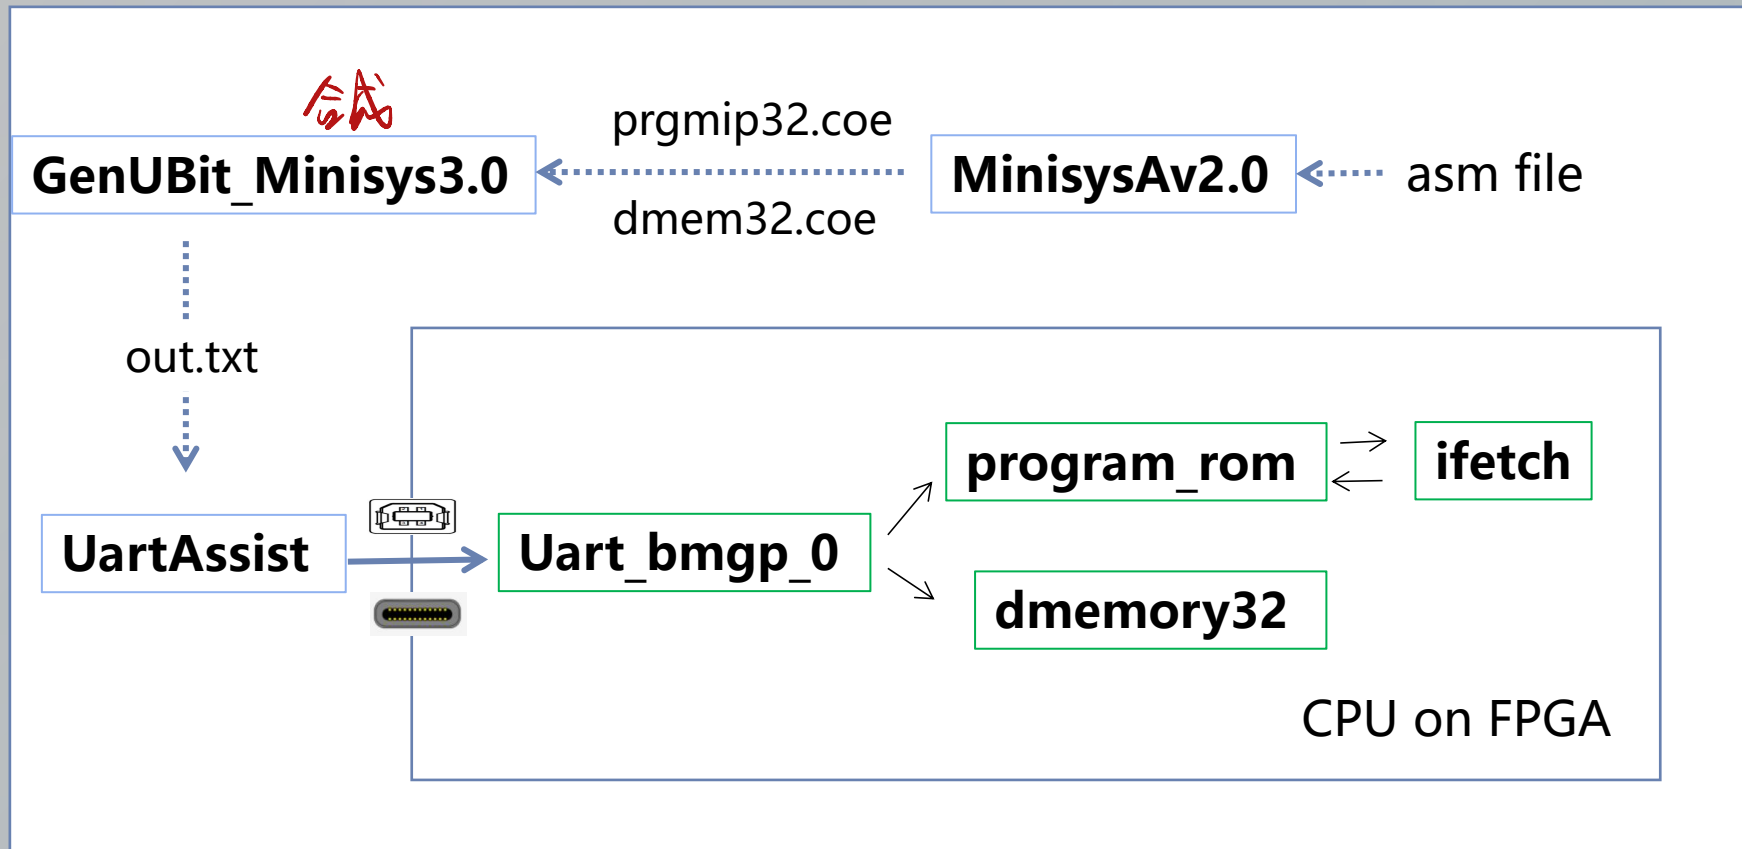 合成
prgmip32.coe
GenUBit_Minisys3.0
MinisysAv2.0
asm file
dmem32.coe
out.txt
program_rom
ifetch
UartAssist
Uart_bmgp_0
dmemory32
CPU on FPGA